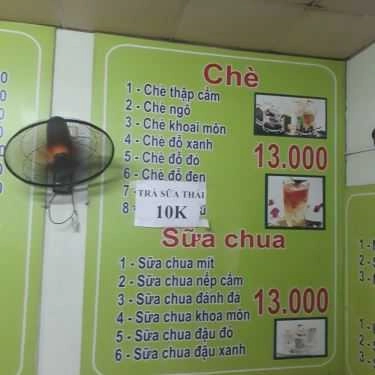 Chè
1 - Chè thập cẩm
2 - Chè ngô
3 - Chè khoai môn
4 - Chè đỗ xanh
5 - Chè đỗ đỏ
6 - Chè đỗ đen
13.000
7 -
TRÀ SỮA THÁI
10K
8
Sữa chua
1 - Sữa chua mít
2 - Sữa chua nếp cẩm
3 - Sữa chua đánh đá
4 - Sữa chua khoa môn
5 - Sữa chua đậu đỏ
6 - Sữa chua đậu xanh
13.000